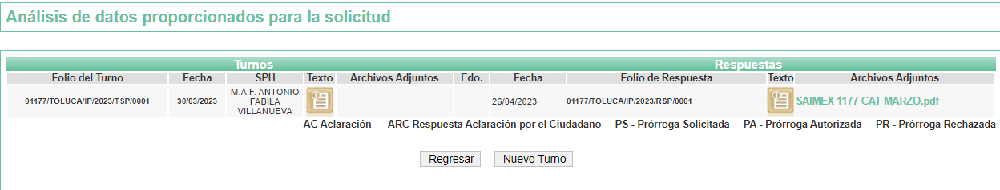 Análisis de datos proporcionados para la solicitud
Turnos Respuestas
Folio del Turno Fecha SPH Texto Archivos Adjuntos Edo. Fecha Folio de Respuesta Texto Archivos Adjuntos
01177/TOLUCA/IP/2023/TSP/0001 30/03/2023 M.A.F. ANTONIO FABILA VILLANUEVA 26/04/2023 01177/TOLUCA/IP/2023/RSP/0001 SAIMEX 1177 CAT MARZO.pdf
AC Aclaración ARC Respuesta Aclaración por el Ciudadano PS - Prórroga Solicitada PA - Prórroga Autorizada PR - Prórroga Rechazada
Regresar Nuevo Turno